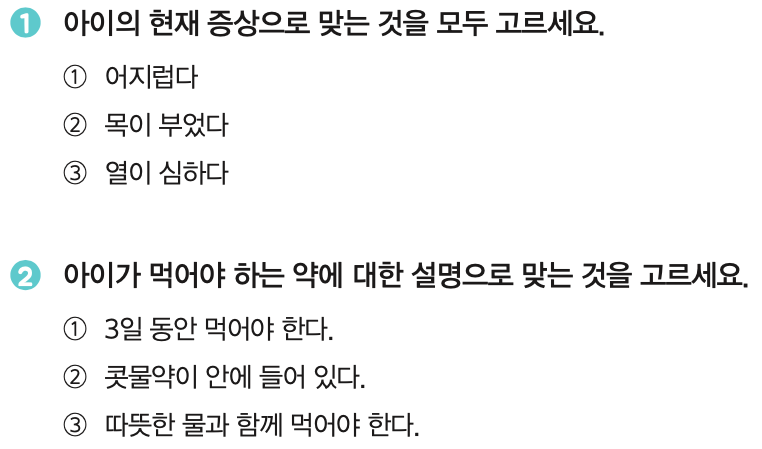 1 아이의 현재 증상으로 맞는 것을 모두 고르세요.
① 어지럽다
② 목이 부었다
③ 열이 심하다
2 아이가 먹어야 하는 약에 대한 설명으로 맞는 것을 고르세요.
① 3일 동안 먹어야 한다.
② 콧물약이 안에 들어 있다.
③ 따뜻한 물과 함께 먹어야 한다.